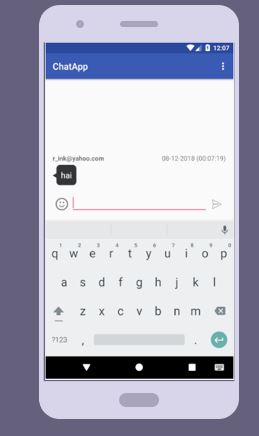 12:07
ChatApp
r_ink@yahoo.com 08-12-2018 (00:07:19)
hai
1 2 3 4 5 6 7 8 9 0
q w e r t y u i o p
a s d f g h j k l
z x c v b n m
?123 , .